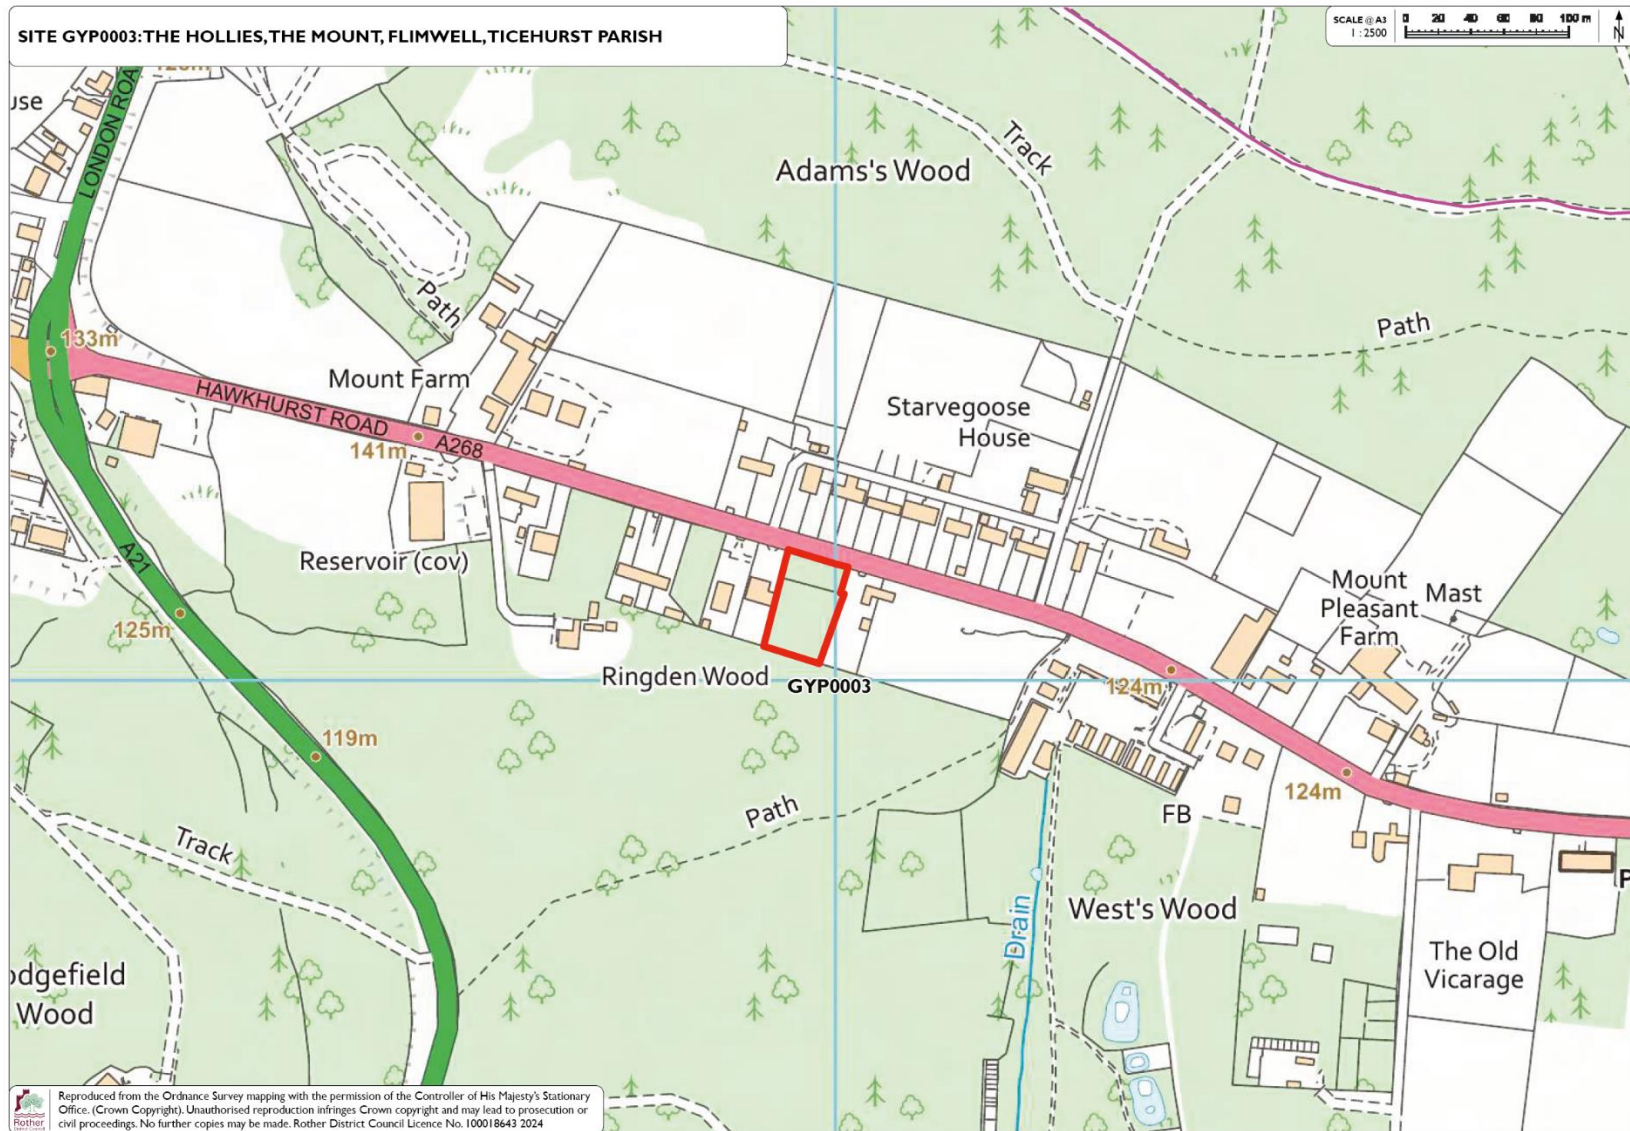 SITE GYP0003: THE HOLLIES, THE MOUNT, FLIMWELL, TICEHURST PARISH
SCALE @ A3
1 : 2500
0 20 40 60 80 100 m
N
LONDON ROA
Adams's Wood
Track
Path
133m
Mount Farm
HAWKHURST ROAD
A268
141m
Path
Starvegoose
House
Reservoir (cov)
A21
125m
Ringden Wood
GYP0003
Mount
Pleasant
Farm
Mast
124m
119m
124m
Path
FB
Track
West's Wood
Drain
The Old
Vicarage
odgefield
Wood
Rother
Reproduced from the Ordnance Survey mapping with the permission of the Controller of His Majesty's Stationary
Office. (Crown Copyright). Unauthorised reproduction infringes Crown copyright and may lead to prosecution or
civil proceedings. No further copies may be made. Rother District Council Licence No. 100018643 2024